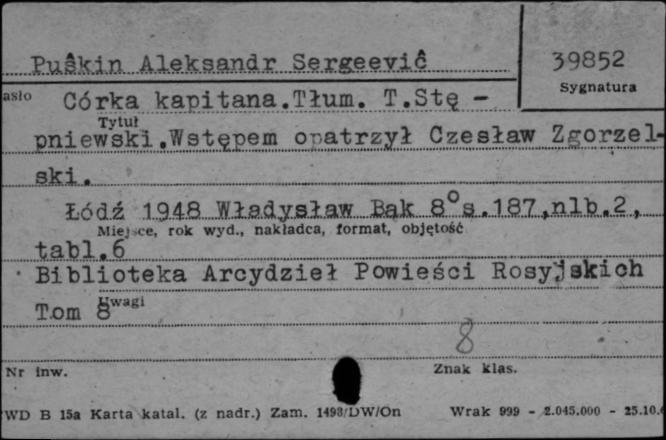 Puŝkin Aleksandr Sergeeviĉ
39852
Sygnatura
asło Córka kapitana.Tłum. T.Stę -
Tytuł
pniewski.Wstępem opatrzył Czesław Zgorzel-
ski.
Łódź 1948 Władysław Bąk 8°s.187,nlb.2,
Miejsce, rok wyd., nakładca, format, objętość
tabl.6
Biblioteka Arcydzieł Powieści Rosyjskich
Uwagi
Tom 8
8
Nr inw.
Znak klas.
WD B 15a Karta katal. (z nadr.) Zam. 1498/DW/On Wrak 999 - 2.045.000 - 25.10.